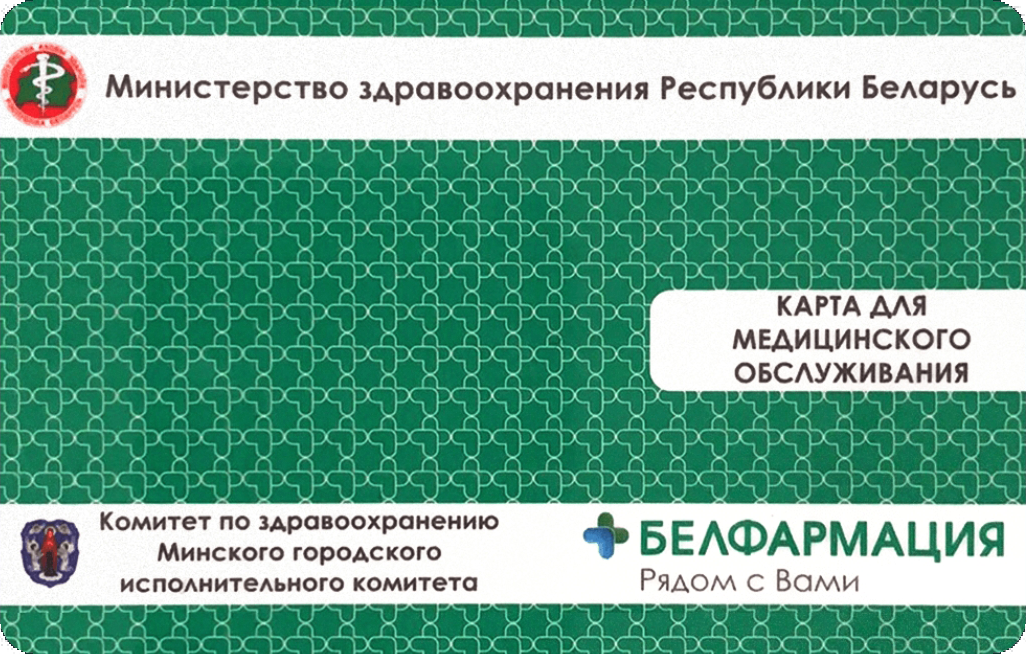 Министерство здравоохранения Республики Беларусь
КАРТА ДЛЯ
МЕДИЦИНСКОГО
ОБСЛУЖИВАНИЯ
Комитет по здравоохранению
Минского городского
исполнительного комитета
БЕЛФАРМАЦИЯ
Рядом с Вами